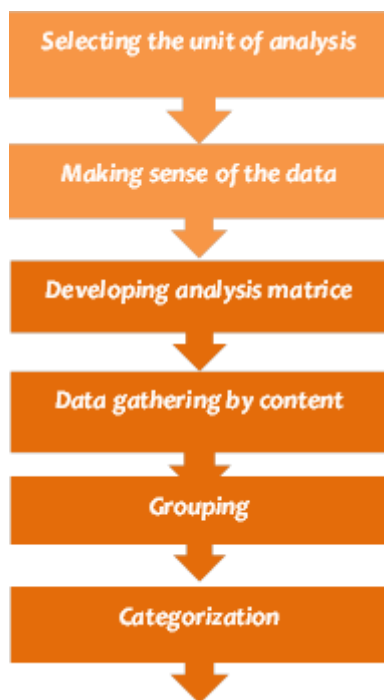 Selecting the unit of analysis
Making sense of the data
Developing analysis matrice
Data gathering by content
Grouping
Categorization